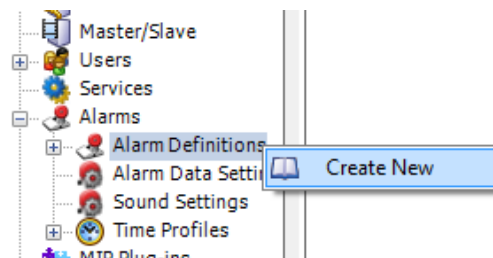 Master/Slave
Users
Services
Alarms
Alarm Definitions
Create New
Alarm Data Setti
Sound Settings
Time Profiles
MIP Plug-ins